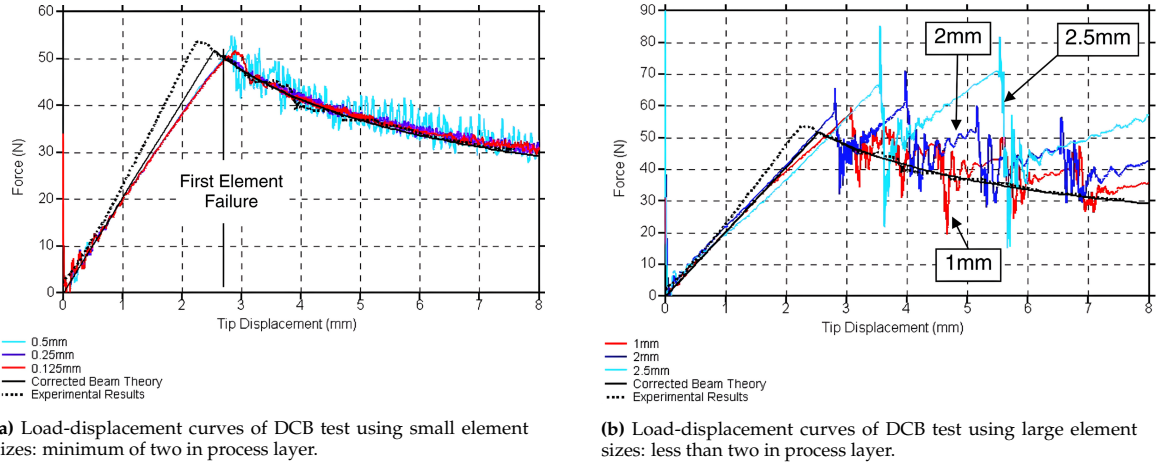 60
50
40
30
20
10
0
Force (N)
First Element
Failure
0 1 2 3 4 5 6 7 8
Tip Displacement (mm)
0.5mm
0.25mm
0.125mm
Corrected Beam Theory
Experimental Results
a) Load-displacement curves of DCB test using small element
izes: minimum of two in process layer.
90
80
70
60
50
40
30
20
10
0
Force (N)
2mm
2.5mm
1mm
0 1 2 3 4 5 6 7 8
Tip Displacement (mm)
1mm
2mm
2.5mm
Corrected Beam Theory
Experimental Results
(b) Load-displacement curves of DCB test using large element
sizes: less than two in process layer.